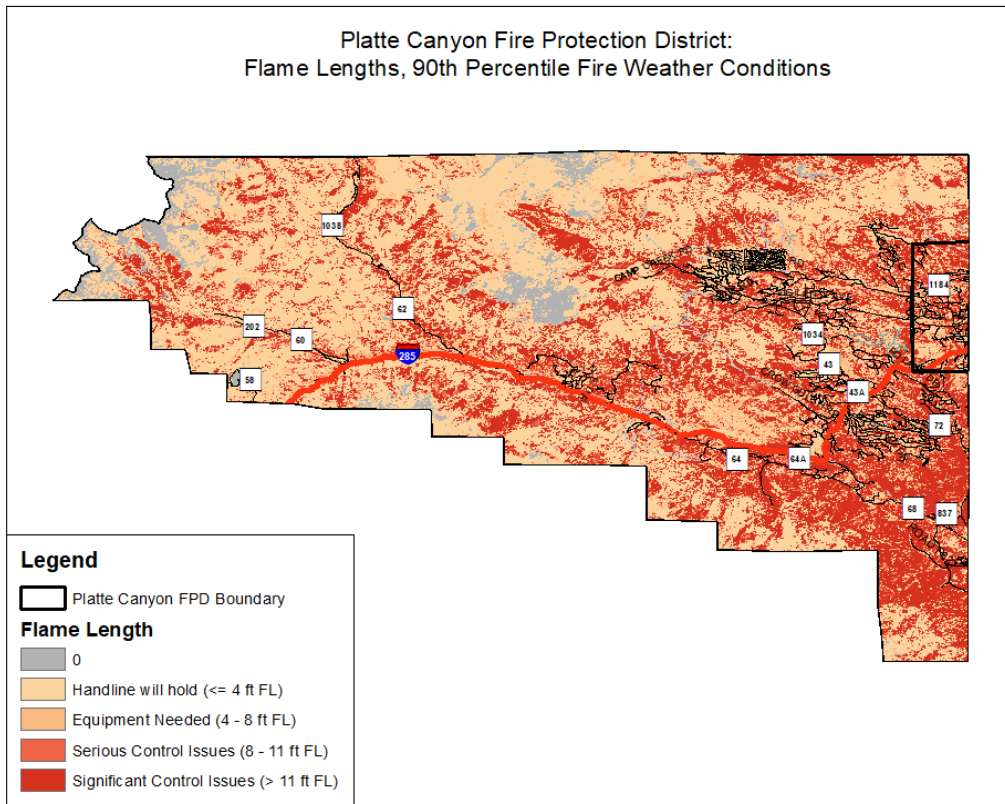 Platte Canyon Fire Protection District:
Flame Lengths, 90th Percentile Fire Weather Conditions
1038
1184
CAMP
62
202
60
1034
285
43
58
43A
72
64
64A
68
837
ROAD
Legend
Platte Canyon FPD Boundary
Flame Length
0
Handline will hold (<= 4 ft FL)
Equipment Needed (4 - 8 ft FL)
Serious Control Issues (8 - 11 ft FL)
Significant Control Issues (> 11 ft FL)